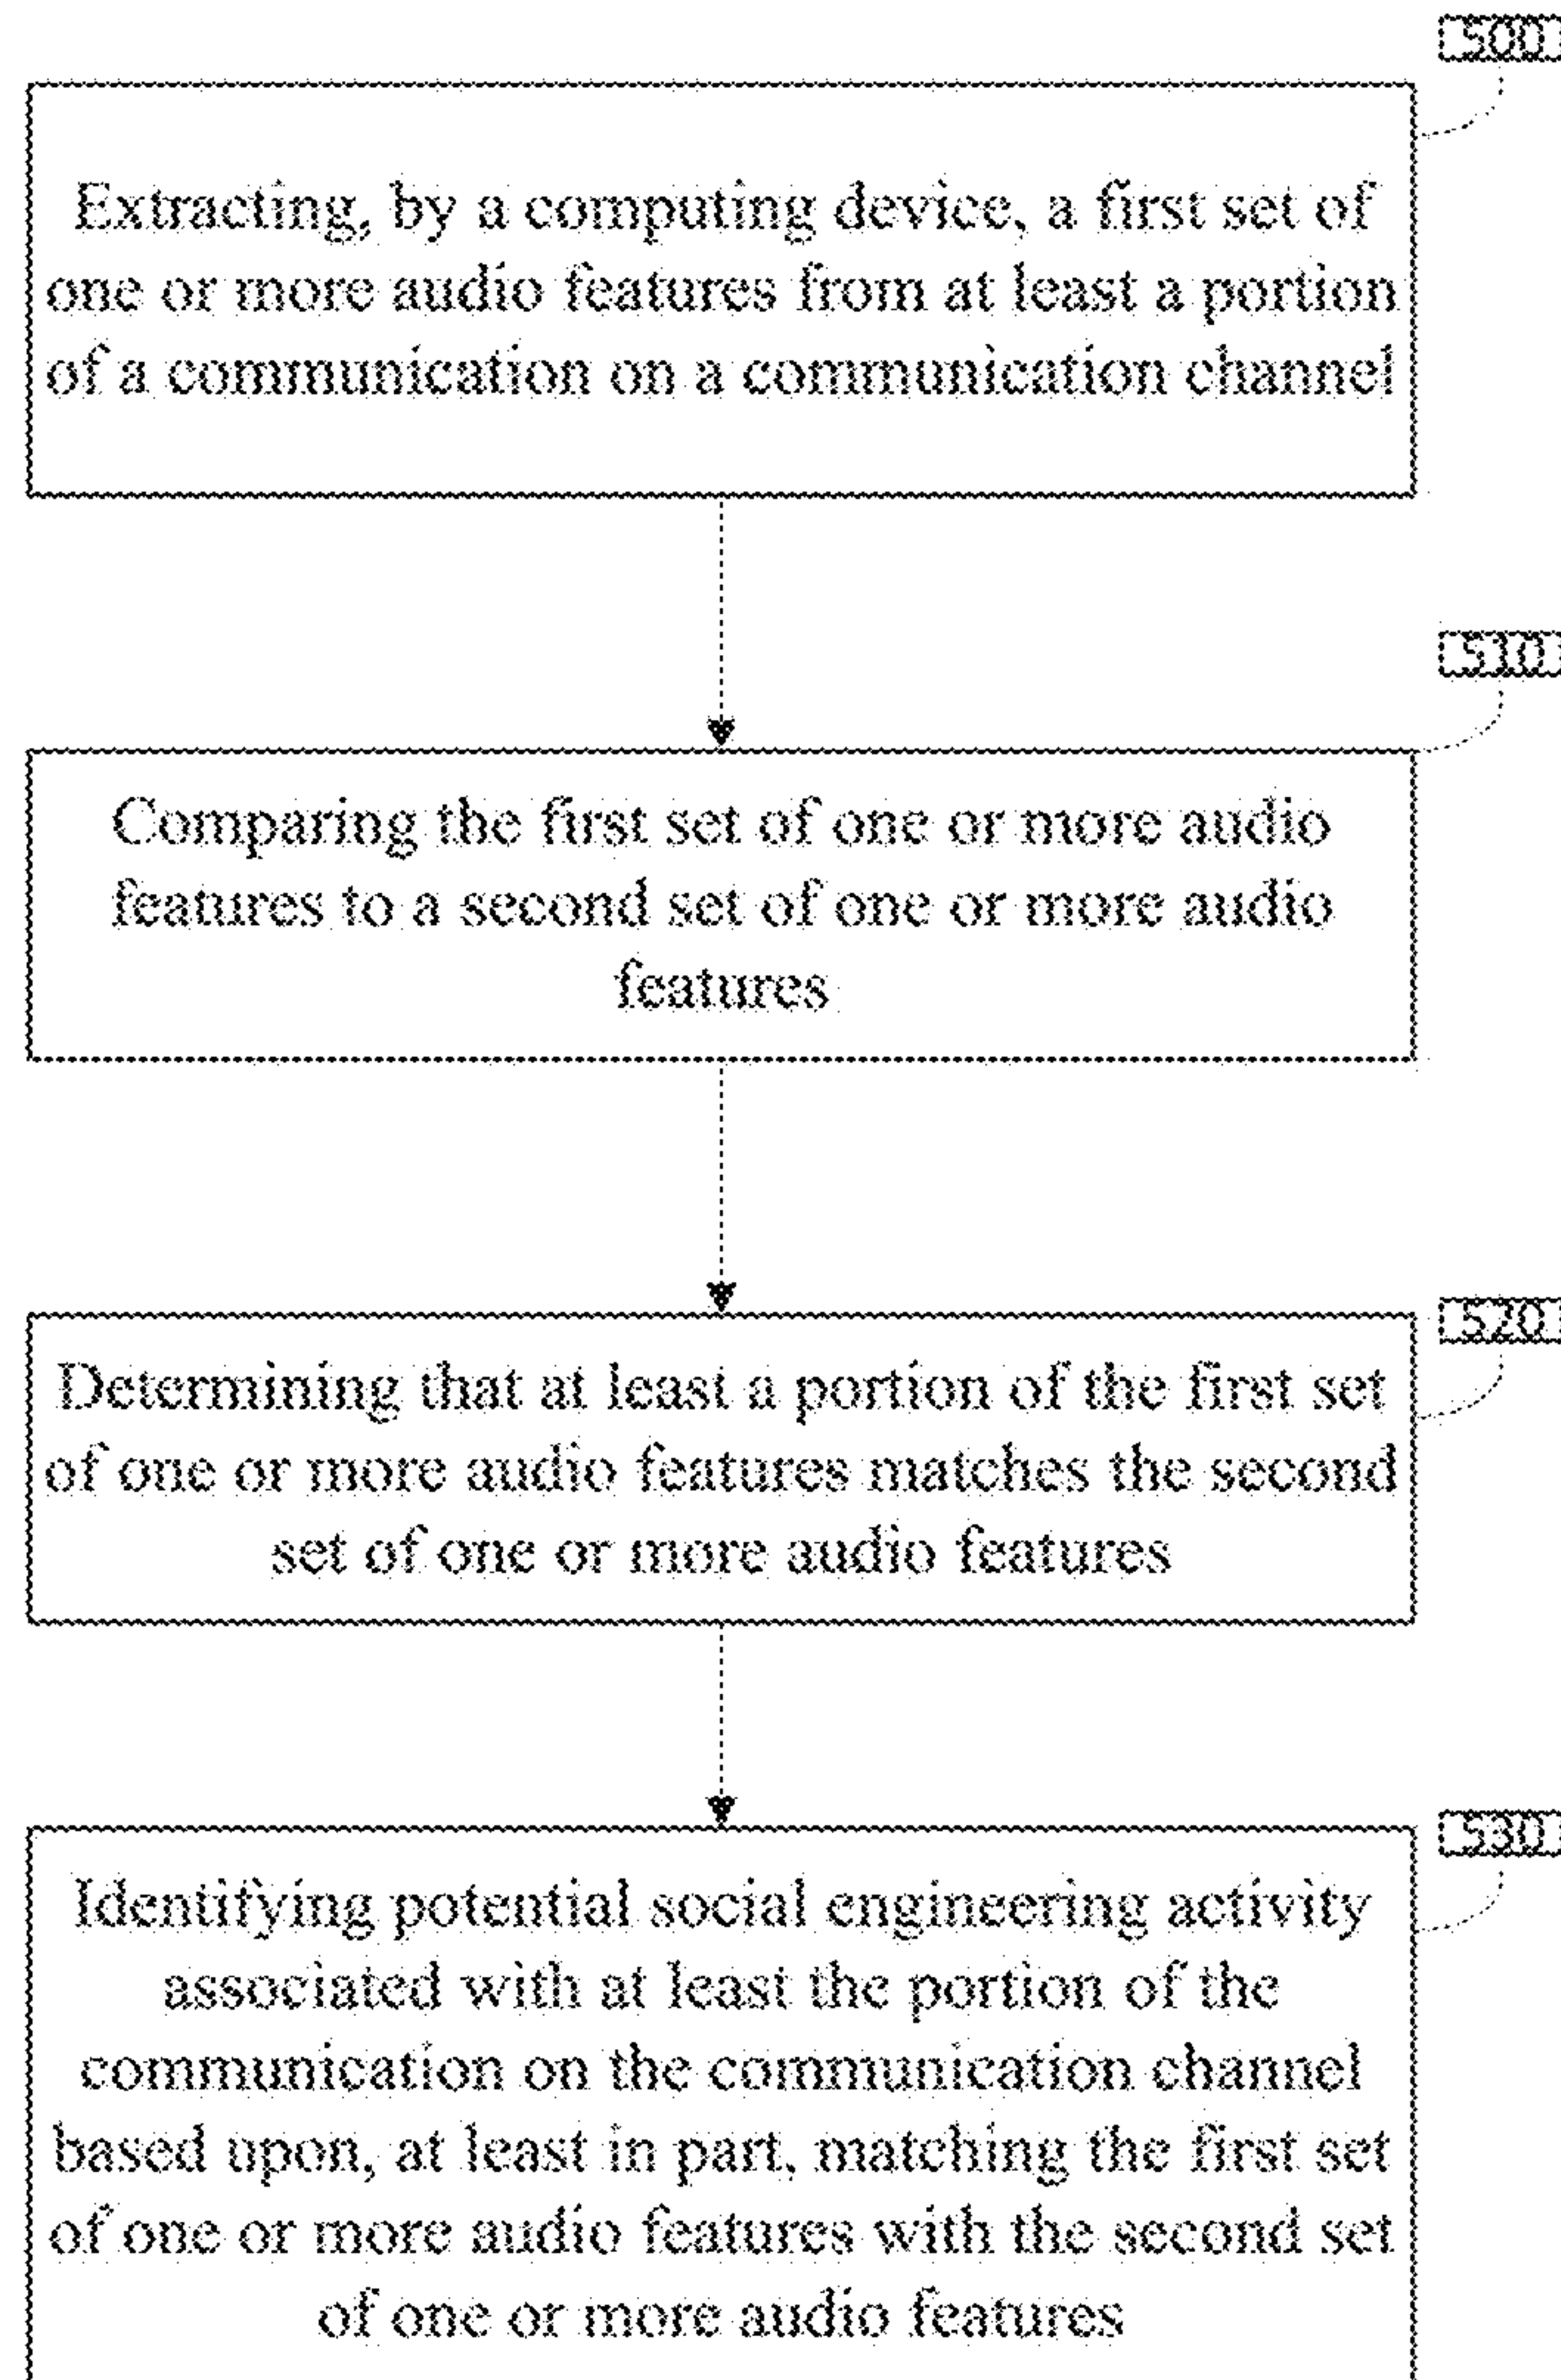 500
Extracting, by a computing device, a first set of
one or more audio features from at least a portion
of a communication on a communication channel
510
Comparing the first set of one or more audio
features to a second set of one or more audio
features
520
Determining that at least a portion of the first set
of one or more audio features matches the second
set of one or more audio features
530
Identifying potential social engineering activity
associated with at least the portion of the
communication on the communication channel
based upon, at least in part, matching the first set
of one or more audio features with the second set
of one or more audio features